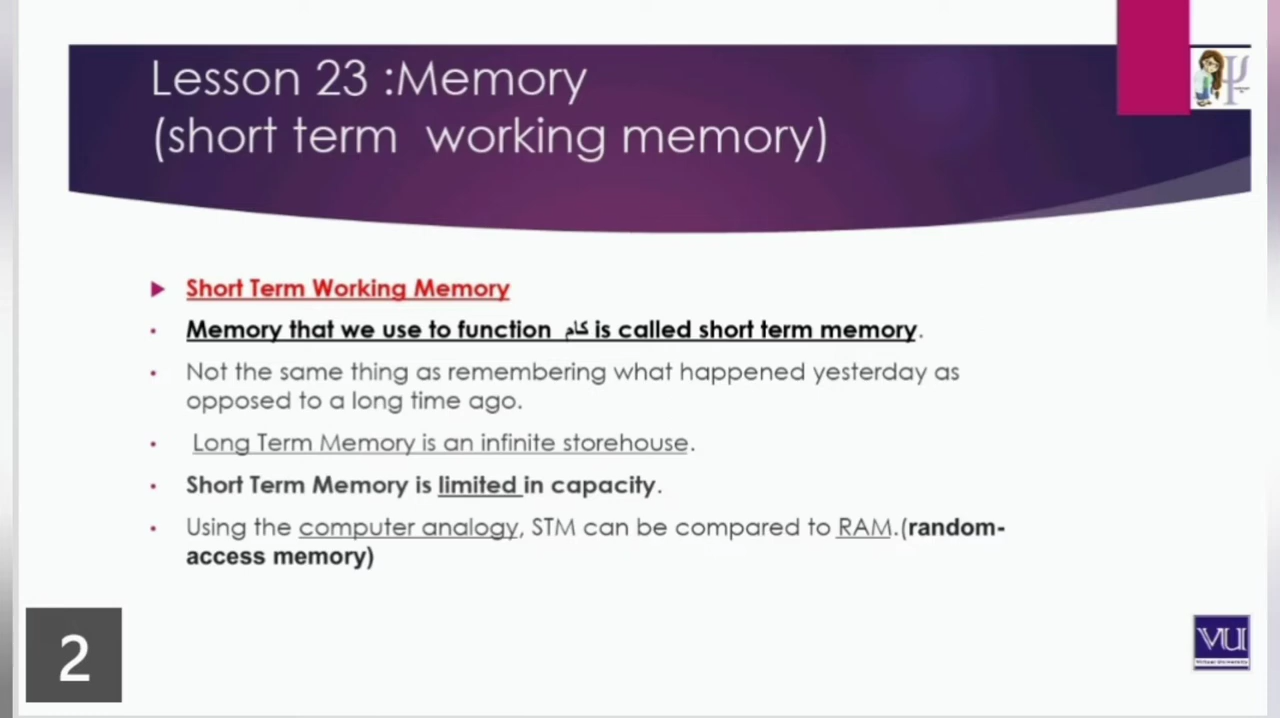 Lesson 23 :Memory
(short term working memory)
Short Term Working Memory
Memory that we use to function کام is called short term memory.
Not the same thing as remembering what happened yesterday as
opposed to a long time ago.
Long Term Memory is an infinite storehouse.
Short Term Memory is limited in capacity.
Using the computer analogy, STM can be compared to RAM.(random-
access memory)
2
VU
Virtual University